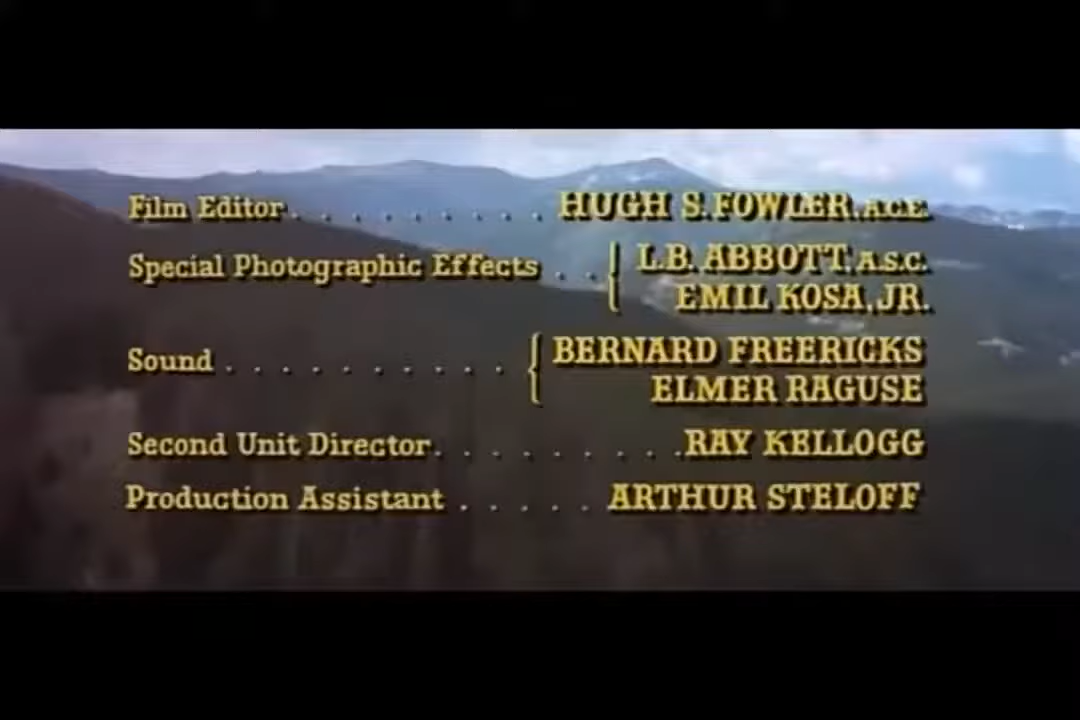 Film Editor. . . . . . . . . . HUGH S. FOWLER, A.C.E.
Special Photographic Effects . . { L.B. ABBOTT, A.S.C.
EMIL KOSA, JR.
Sound . . . . . . . . . . { BERNARD FREERICKS
ELMER RAGUSE
Second Unit Director. . . . . . . . . RAY KELLOGG
Production Assistant . . . . . ARTHUR STELOFF